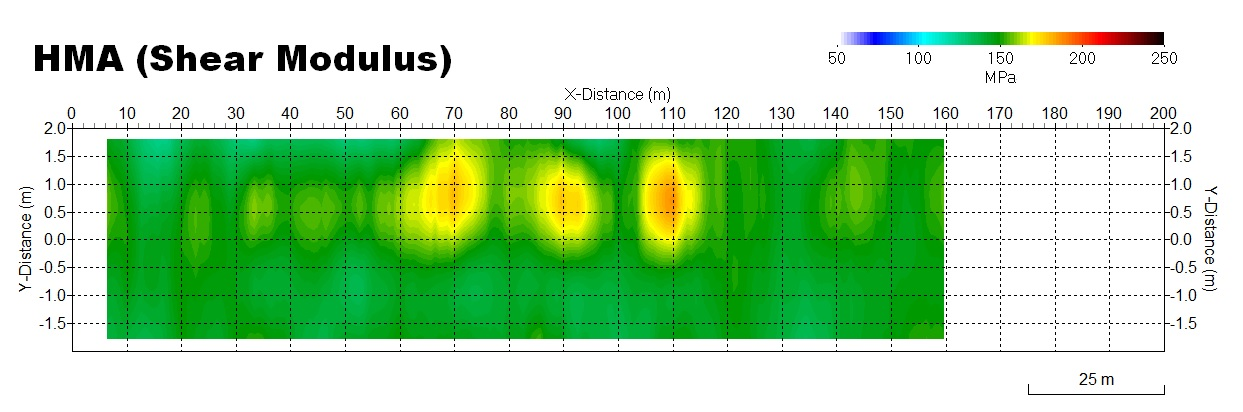 HMA (Shear Modulus)
50 100 150 200 250
MPa
X-Distance (m)
0 10 20 30 40 50 60 70 80 90 100 110 120 130 140 150 160 170 180 190 200
2.0 2.0
1.5 1.5
1.0 1.0
0.5 0.5
0.0 0.0
-0.5 -0.5
-1.0 -1.0
-1.5 -1.5
Y-Distance (m)
Y-Distance (m)
25 m